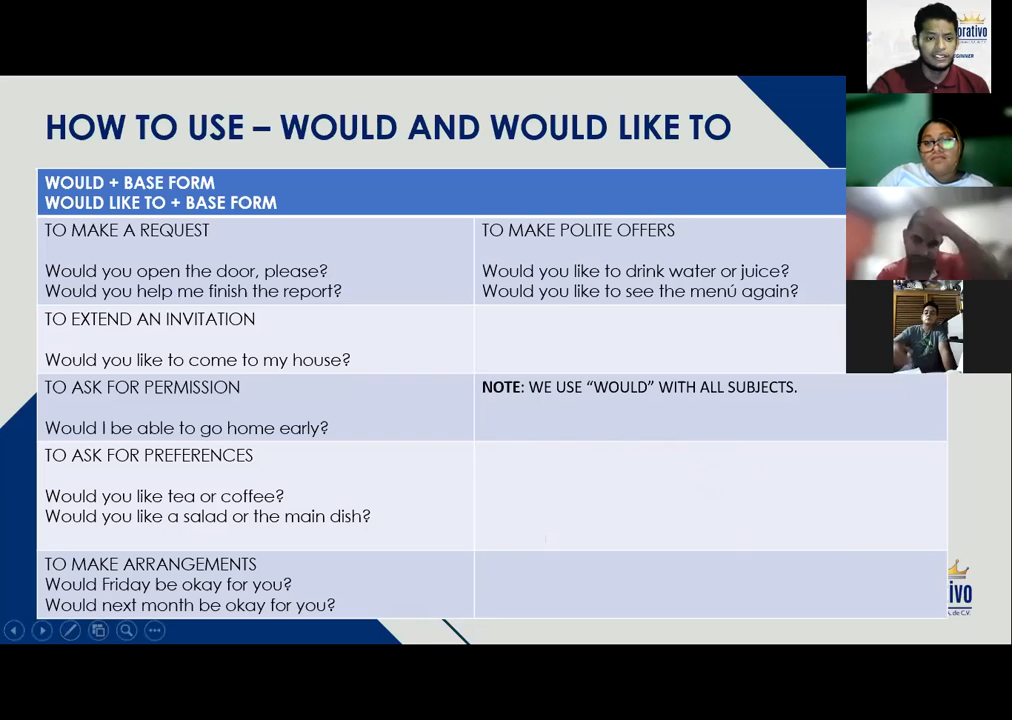 HOW TO USE – WOULD AND WOULD LIKE TO
WOULD + BASE FORM
WOULD LIKE TO + BASE FORM
TO MAKE A REQUEST
Would you open the door, please?
Would you help me finish the report?
TO MAKE POLITE OFFERS
Would you like to drink water or juice?
Would you like to see the menú again?
TO EXTEND AN INVITATION
Would you like to come to my house?
TO ASK FOR PERMISSION
Would I be able to go home early?
NOTE: WE USE “WOULD” WITH ALL SUBJECTS.
TO ASK FOR PREFERENCES
Would you like tea or coffee?
Would you like a salad or the main dish?
TO MAKE ARRANGEMENTS
Would Friday be okay for you?
Would next month be okay for you?
orativo
ivo
de C.V.